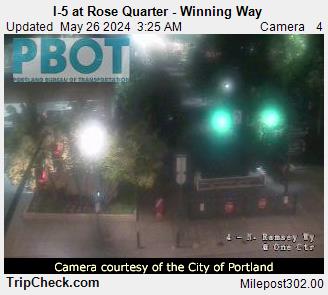 I-5 at Rose Quarter - Winning Way
Updated May 26 2024 3:25 AM Camera 4
PBOT
PORTLAND BUREAU OF TRANSPORTATION
4 - N. Ramsey Wy
@ One Ctr
Camera courtesy of the City of Portland
TripCheck.com Milepost302.00